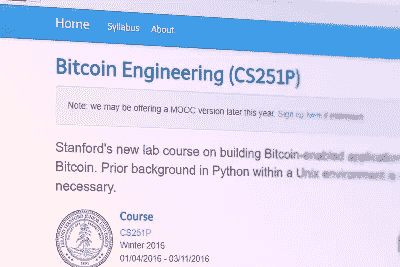 Home Syllabus About
Bitcoin Engineering (CS251P)
Note: we may be offering a MOOC version later this year. Sign up here if interested.
Stanford's new lab course on building Bitcoin-enabled application
Bitcoin. Prior background in Python within a Unix environment is
necessary.
Course
CS251P
Winter 2016
01/04/2016 - 03/11/2016